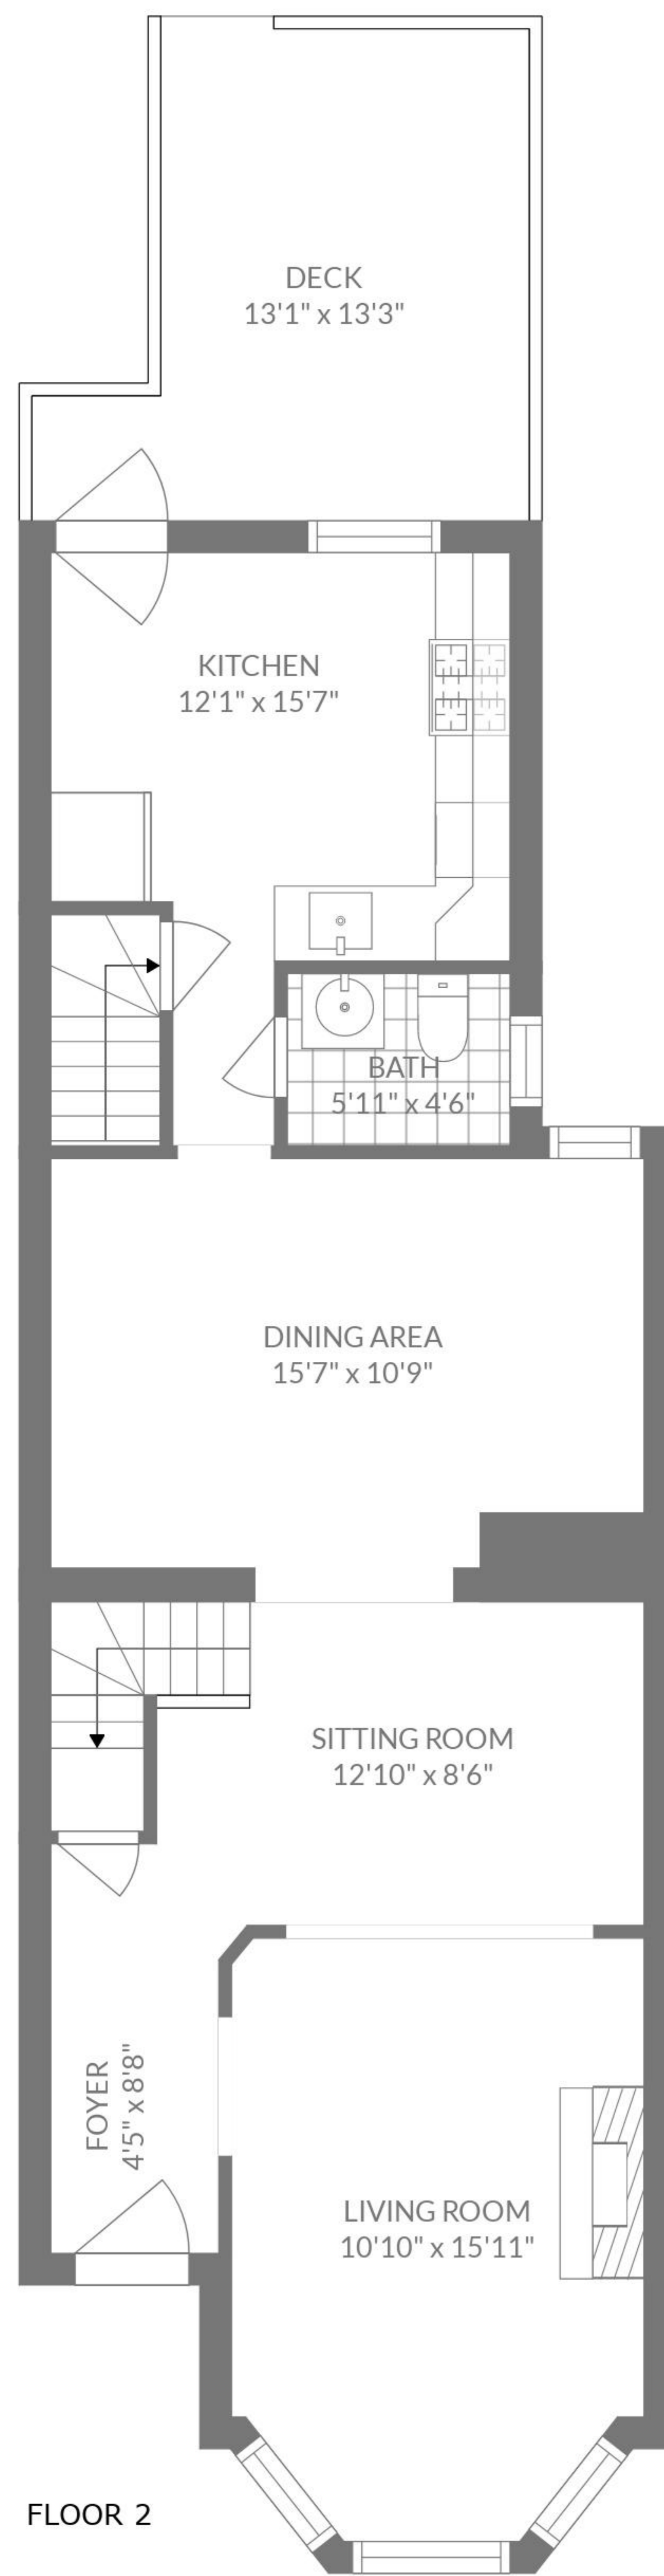 DECK
13'1" x 13'3"
KITCHEN
12'1" x 15'7"
BATH
5'11" x 4'6"
DINING AREA
15'7" x 10'9"
SITTING ROOM
12'10" x 8'6"
FOYER
4'5" x 8'8"
LIVING ROOM
10'10" x 15'11"
FLOOR 2